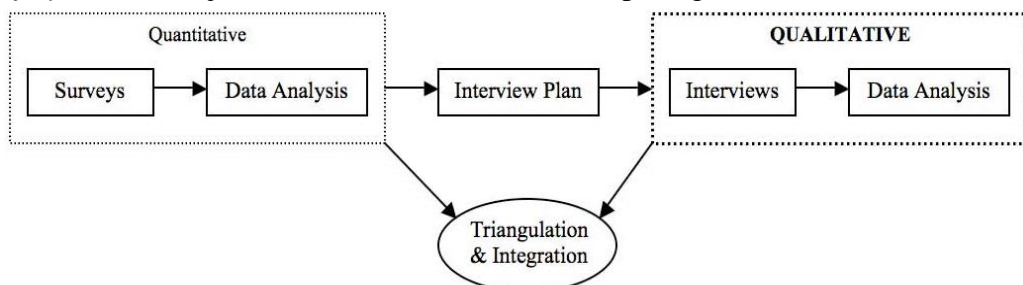 Quantitative
QUALITATIVE
Surveys
Data Analysis
Interview Plan
Interviews
Data Analysis
Triangulation
& Integration